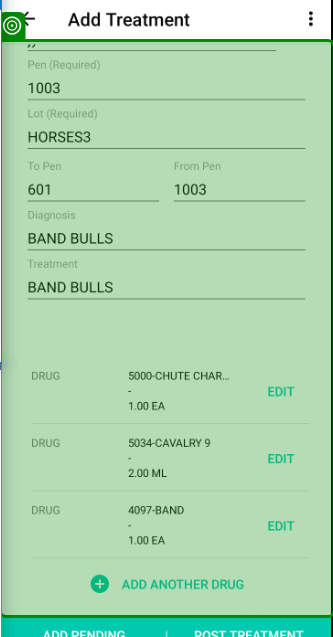 Add Treatment
Pen (Required)
1003
Lot (Required)
HORSES3
To Pen
From Pen
601
1003
Diagnosis
BAND BULLS
Treatment
BAND BULLS
DRUG
5000-CHUTE CHAR...
-
1.00 EA
EDIT
DRUG
5034-CAVALRY 9
-
2.00 ML
EDIT
DRUG
4097-BAND
-
1.00 EA
EDIT
ADD ANOTHER DRUG
ADD PENDING
POST TREATMENT